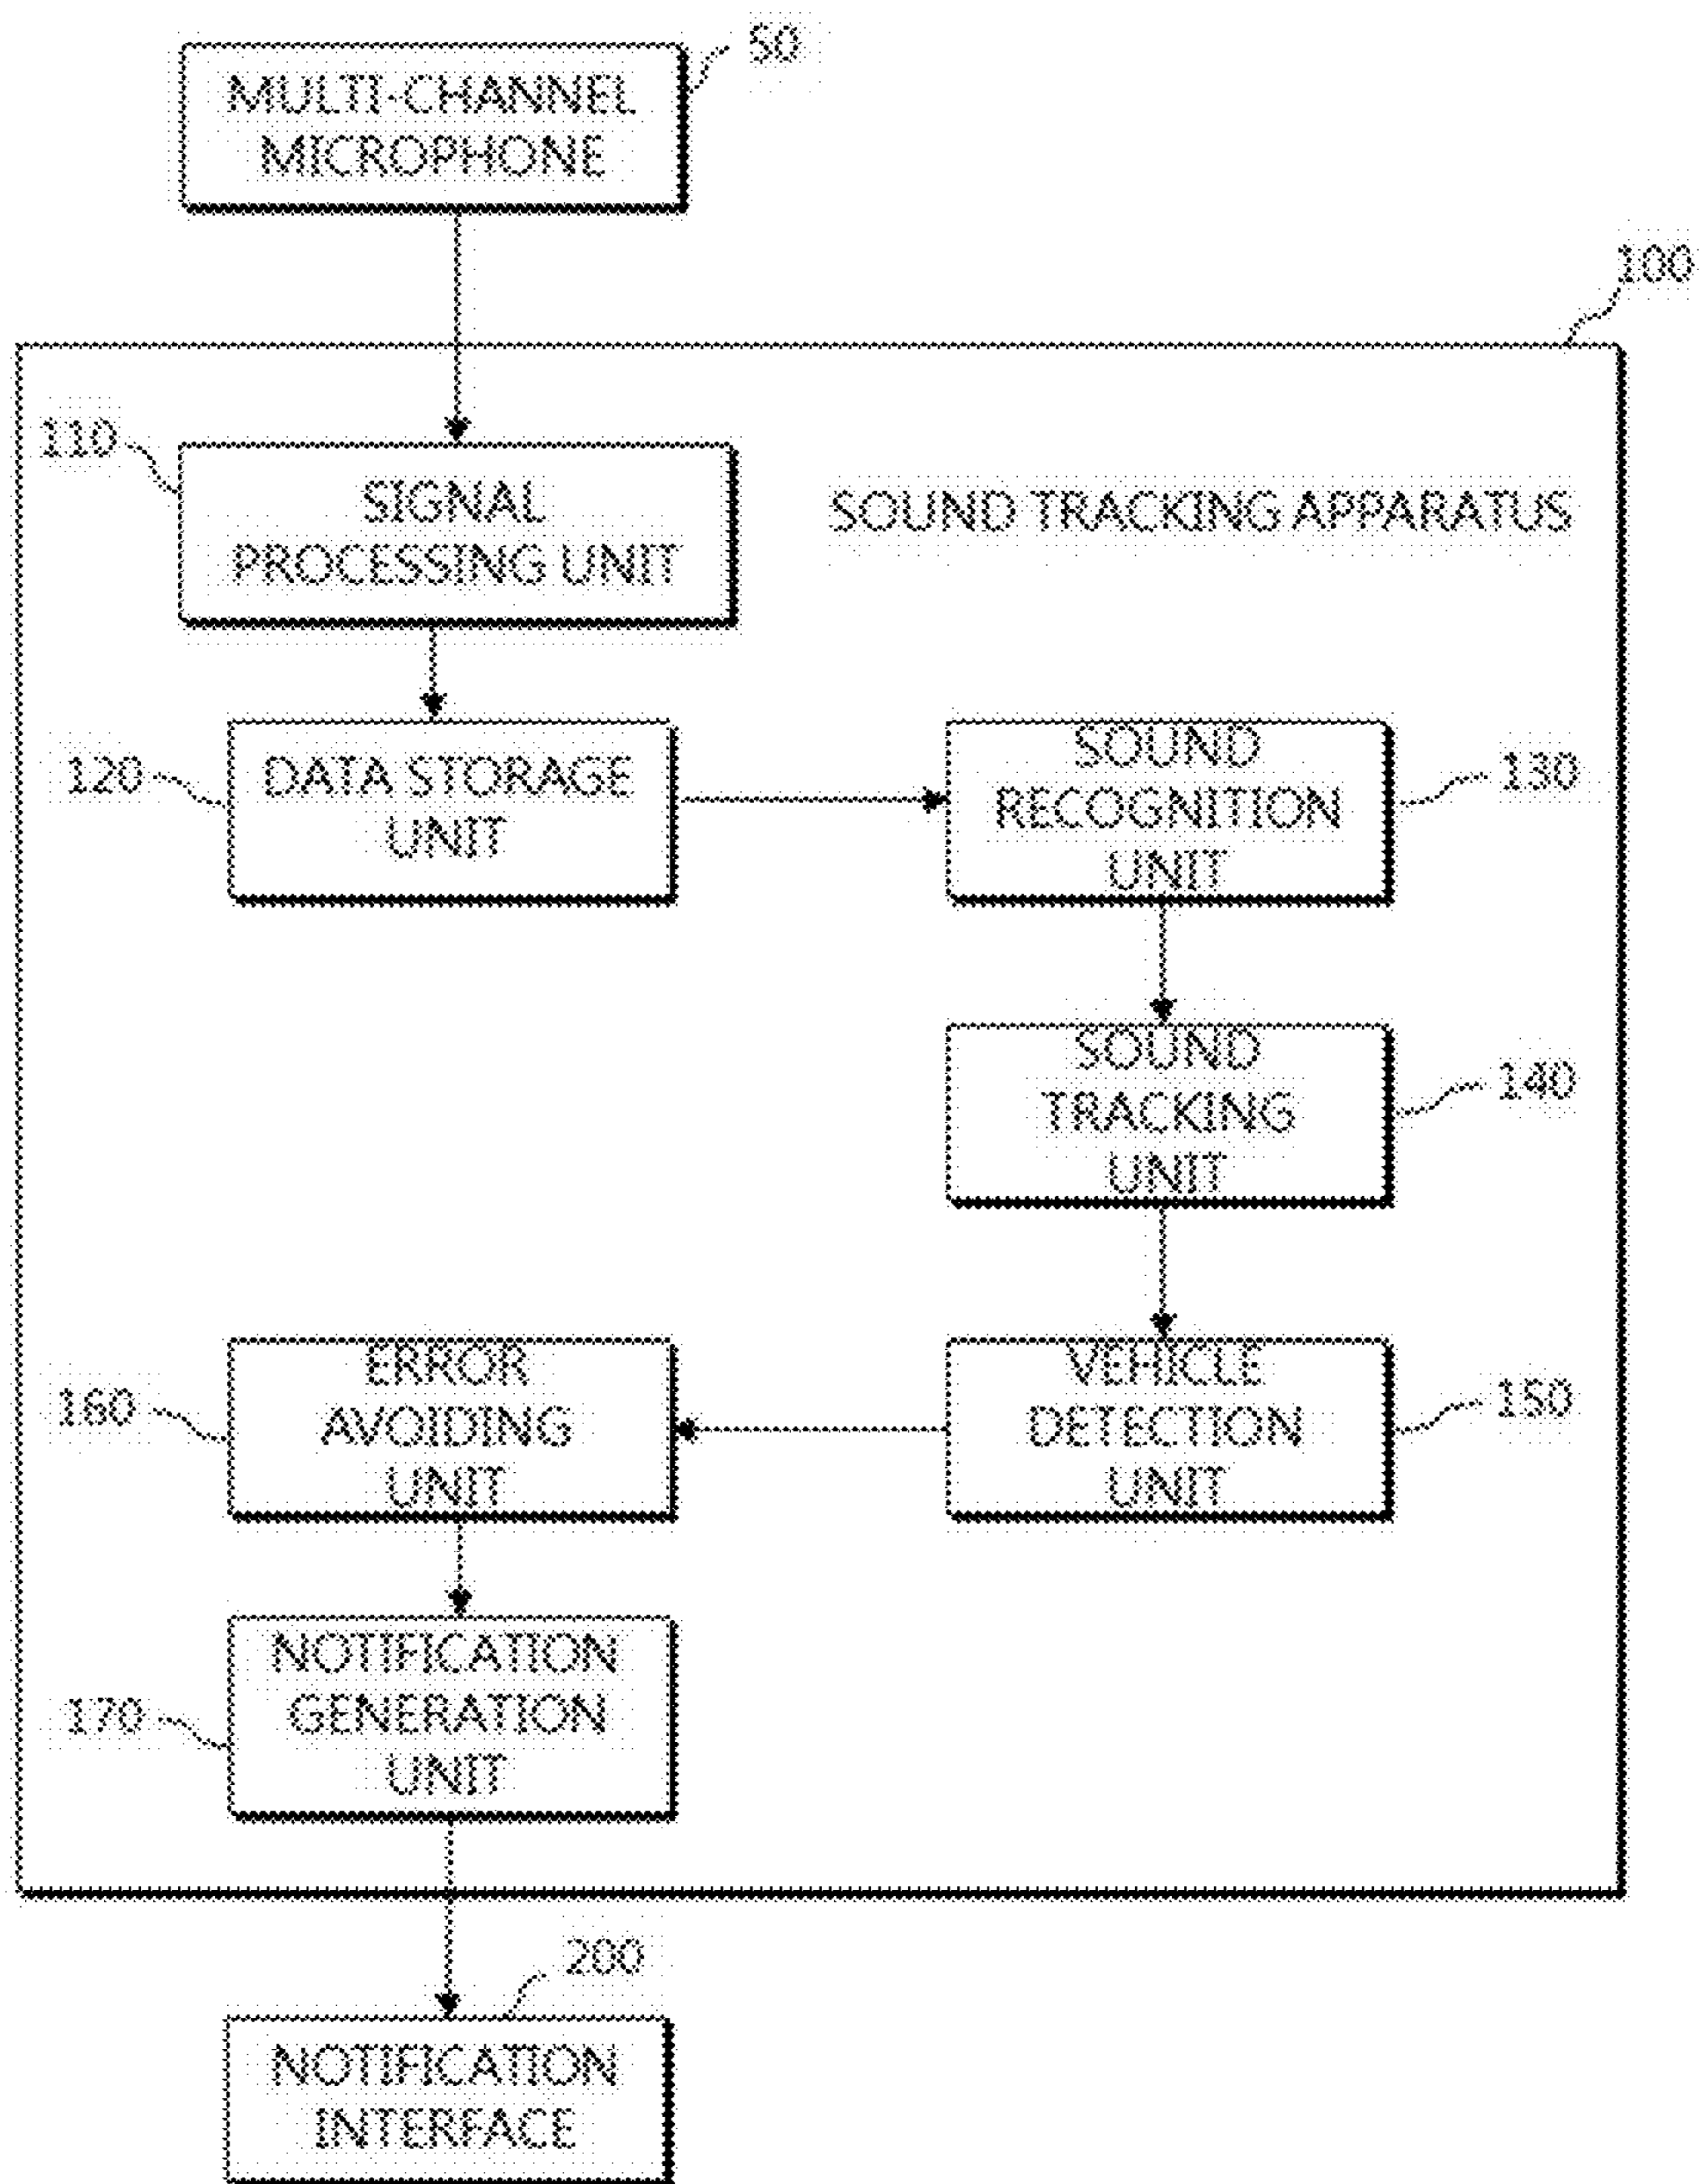 50
MULTI-CHANNEL
MICROPHONE
100
110
SIGNAL
PROCESSING UNIT
SOUND TRACKING APPARATUS
120
DATA STORAGE
UNIT
SOUND
RECOGNITION
UNIT
130
SOUND
TRACKING
UNIT
140
160
ERROR
AVOIDING
UNIT
VEHICLE
DETECTION
UNIT
150
170
NOTIFICATION
GENERATION
UNIT
200
NOTIFICATION
INTERFACE